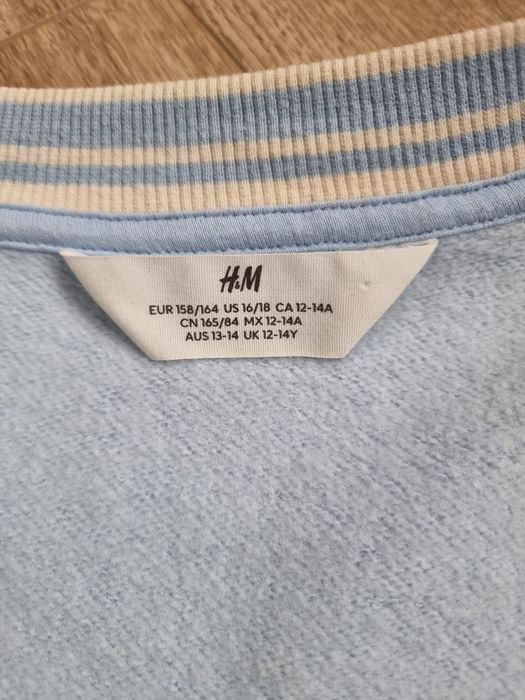 H&M
EUR 158/164 US 16/18 CA 12-14A
CN 165/84 MX 12-14A
AUS 13-14 UK 12-14Y